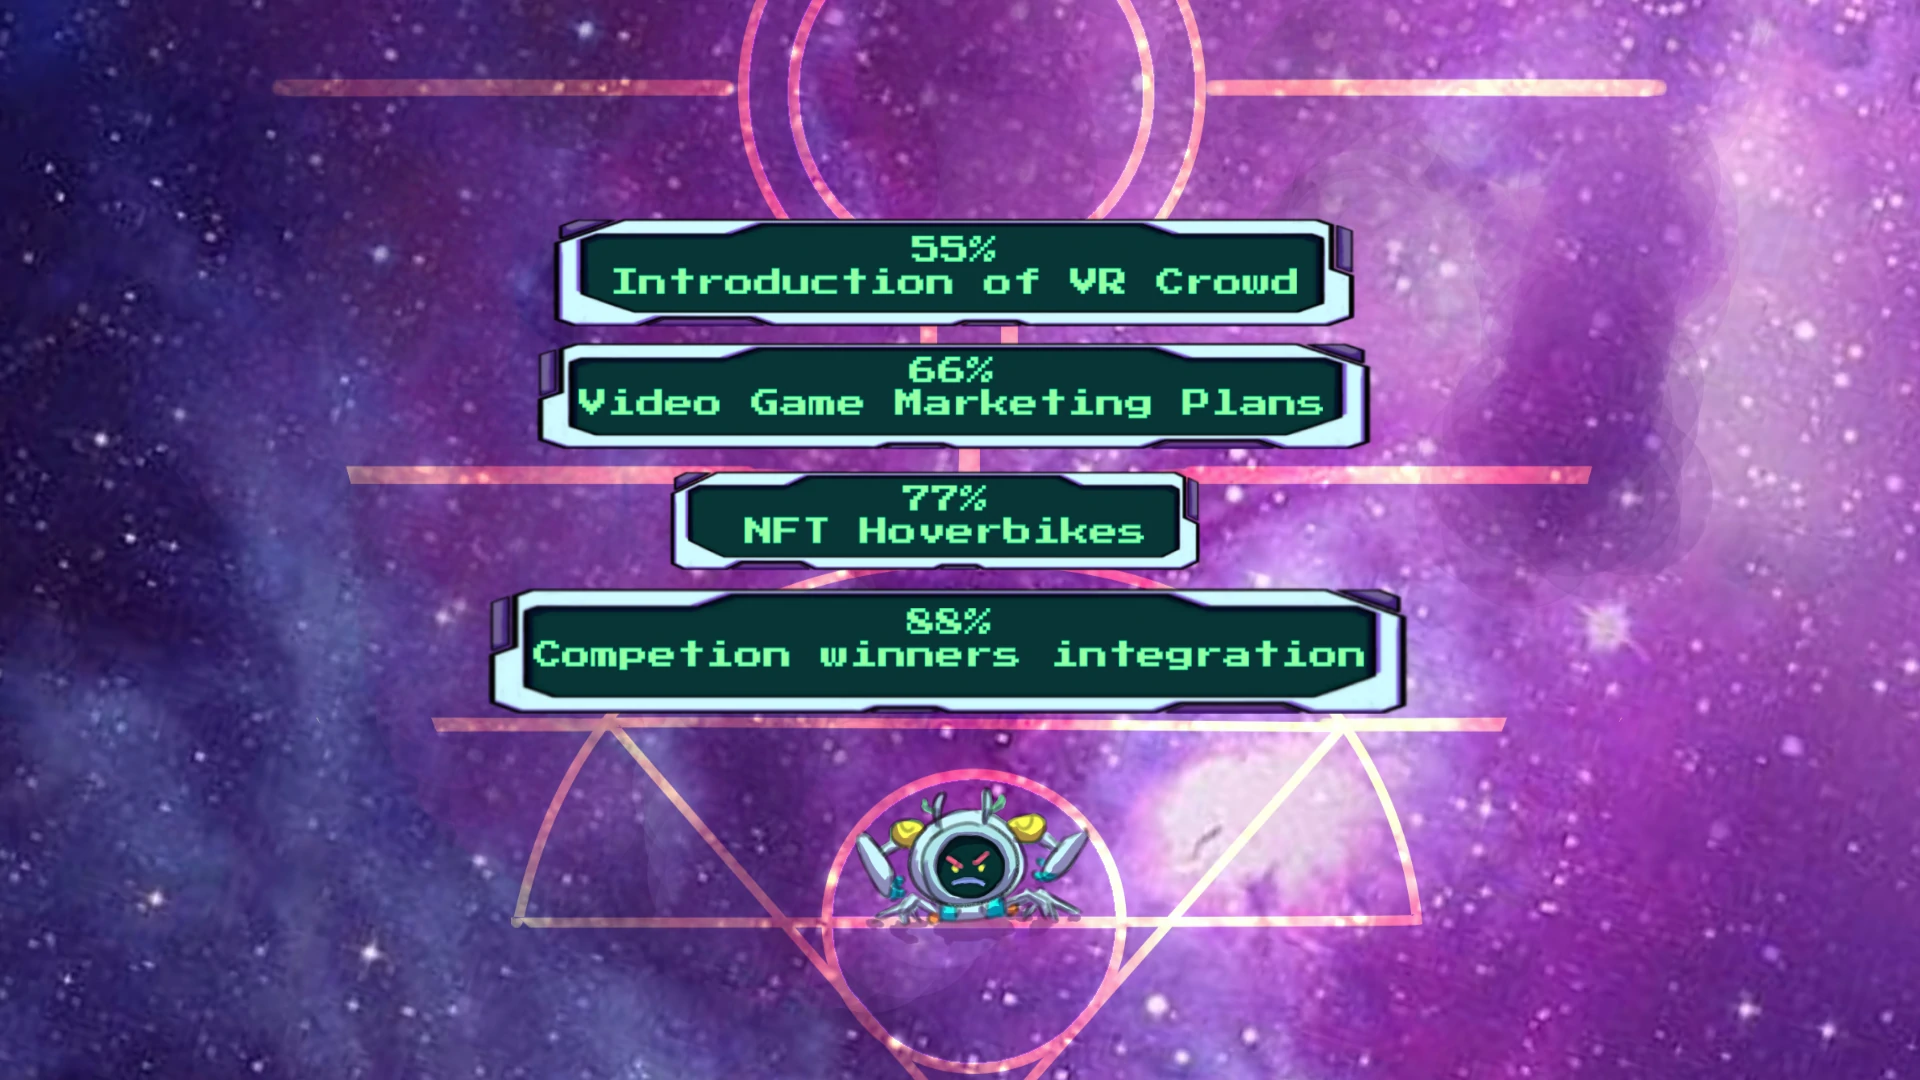 55%
Introduction of VR Crowd
66%
Video Game Marketing Plans
77%
NFT Hoverbikes
88%
Competion winners integration